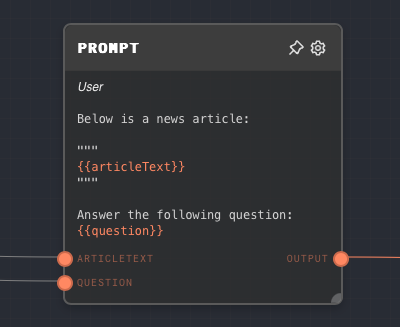 PROMPT
User
Below is a news article:
"""
{{articleText}}
"""
Answer the following question:
{{question}}
ARTICLETEXT
OUTPUT
QUESTION